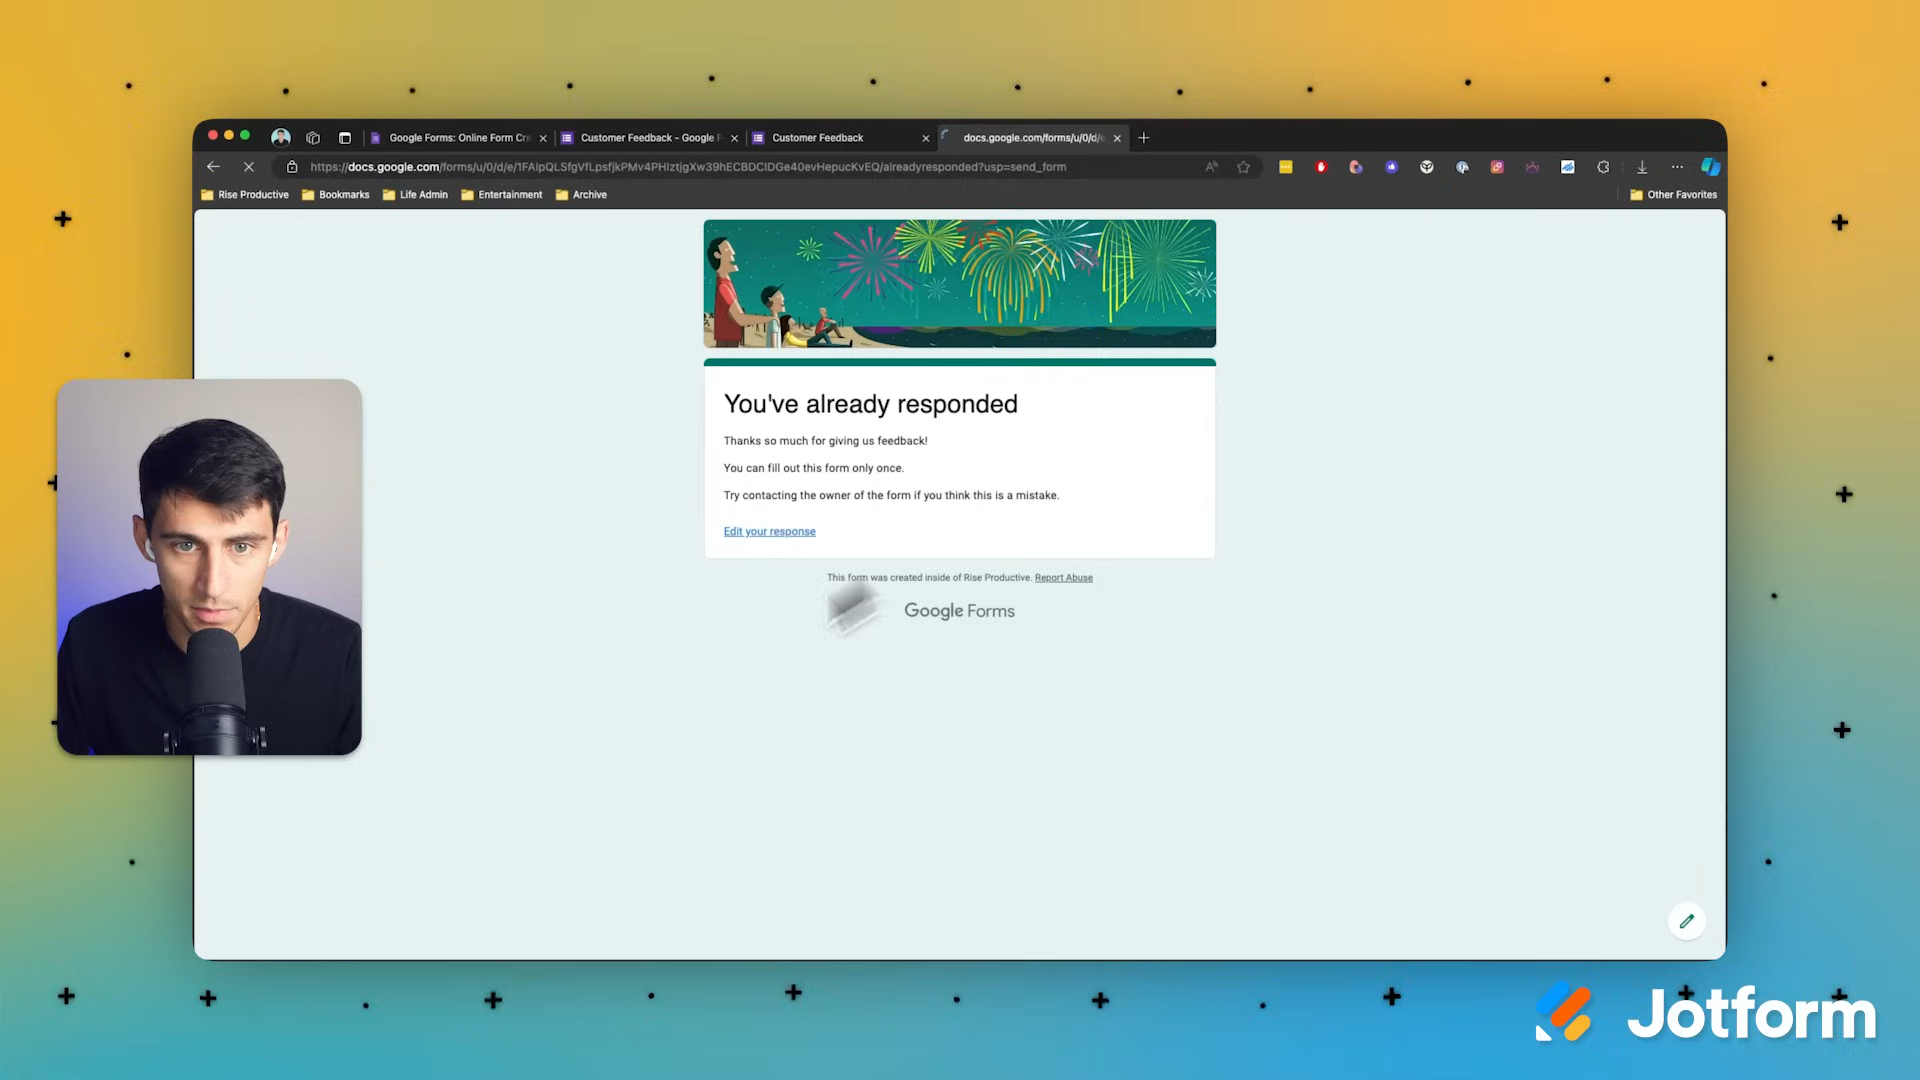 Google Forms: Online Form Cre
Customer Feedback - Google F
Customer Feedback
docs.google.com/forms/u/0/d/e
https://docs.google.com/forms/u/0/d/e/1FAIpQLSfgVfLpsfjkPMv4PHIztjgXw39hECBDClDGe40evHepucKvEQ/alreadyresponded?usp=send_form
Rise Productive
Bookmarks
Life Admin
Entertainment
Archive
Other Favorites
You've already responded
Thanks so much for giving us feedback!
You can fill out this form only once.
Try contacting the owner of the form if you think this is a mistake.
Edit your response
This form was created inside of Rise Productive. Report Abuse
Google Forms
Jotform